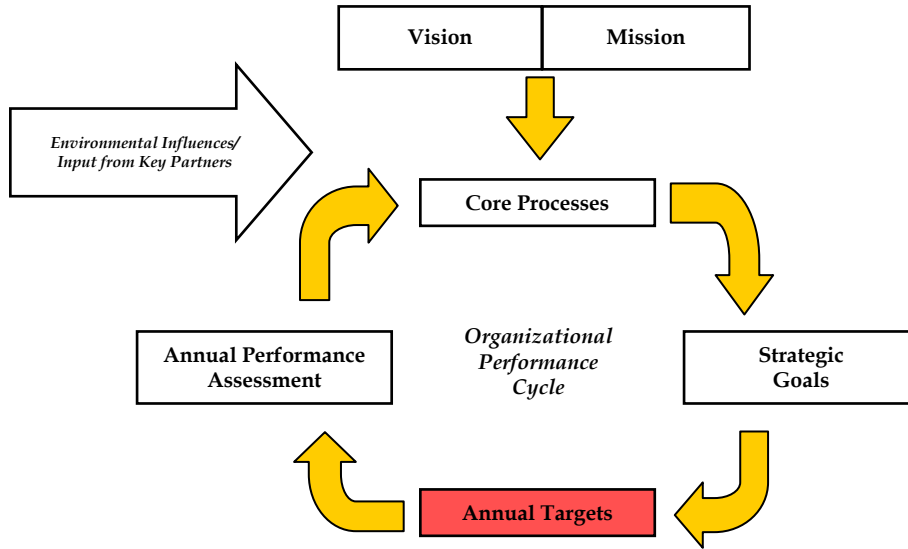 Vision
Mission
Environmental Influences/
Input from Key Partners
Core Processes
Annual Performance
Assessment
Organizational
Performance
Cycle
Strategic
Goals
Annual Targets